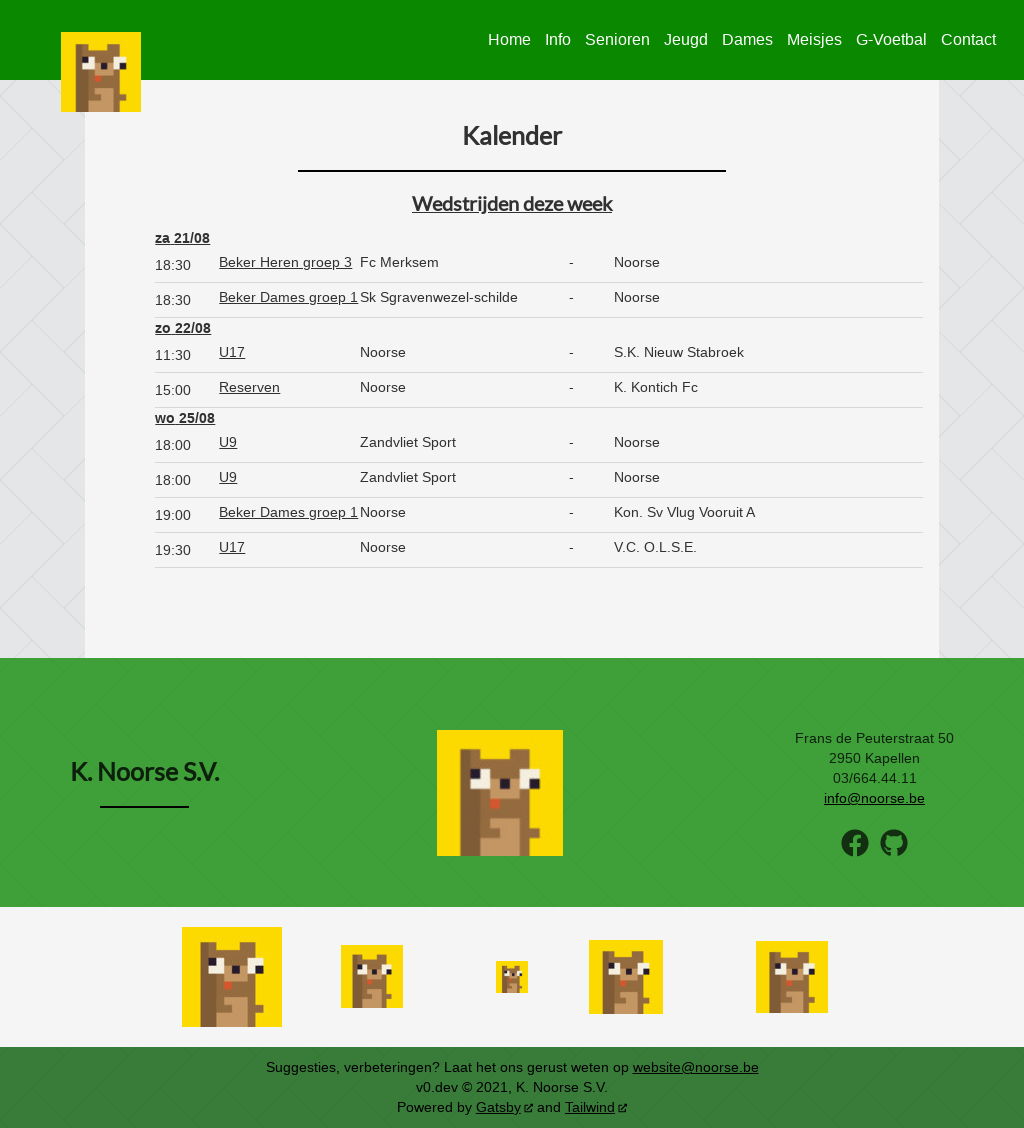 Home Info Senioren Jeugd Dames Meisjes G-Voetbal Contact
Kalender
Wedstrijden deze week
za 21/08
18:30 Beker Heren groep 3 Fc Merksem - Noorse
18:30 Beker Dames groep 1 Sk Sgravenwezel-schilde - Noorse
zo 22/08
11:30 U17 Noorse - S.K. Nieuw Stabroek
15:00 Reserven Noorse - K. Kontich Fc
wo 25/08
18:00 U9 Zandvliet Sport - Noorse
18:00 U9 Zandvliet Sport - Noorse
19:00 Beker Dames groep 1 Noorse - Kon. Sv Vlug Vooruit A
19:30 U17 Noorse - V.C. O.L.S.E.
K. Noorse S.V.
Frans de Peuterstraat 50
2950 Kapellen
03/664.44.11
info@noorse.be
Suggesties, verbeteringen? Laat het ons gerust weten op website@noorse.be
v0.dev © 2021, K. Noorse S.V.
Powered by Gatsby and Tailwind